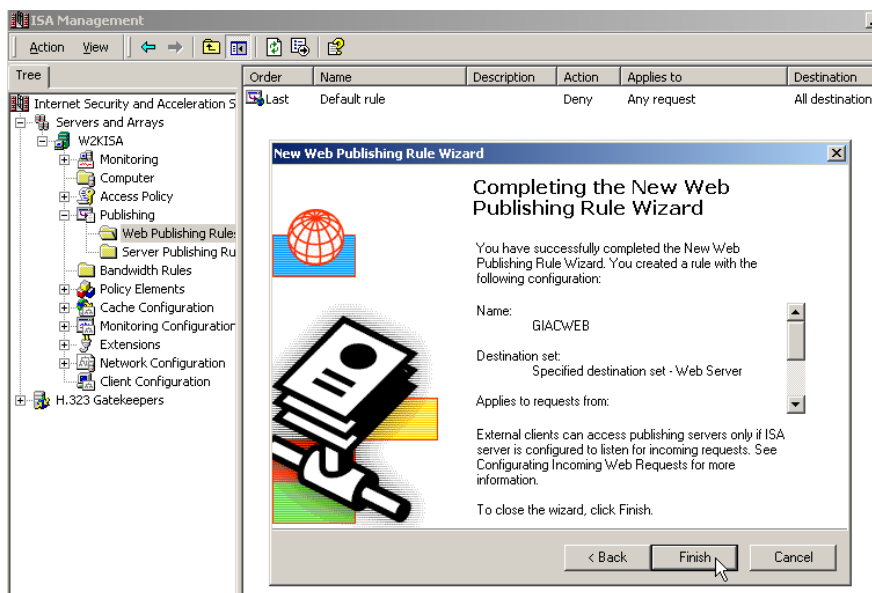 ISA Management
Action View
Tree
Order Name Description Action Applies to Destination
Internet Security and Acceleration S
Last Default rule Deny Any request All destination
Servers and Arrays
W2KISA
Monitoring
Computer
Access Policy
Publishing
Web Publishing Rule
Server Publishing Ru
Bandwidth Rules
Policy Elements
Cache Configuration
Monitoring Configuration
Extensions
Network Configuration
Client Configuration
H.323 Gatekeepers
New Web Publishing Rule Wizard
Completing the New Web
Publishing Rule Wizard
You have successfully completed the New Web
Publishing Rule Wizard. You created a rule with the
following configuration:
Name:
GIACWEB
Destination set:
Specified destination set - Web Server
Applies to requests from:
External clients can access publishing servers only if ISA
server is configured to listen for incoming requests. See
Configurating Incoming Web Requests for more
information.
To close the wizard, click Finish.
< Back Finish Cancel